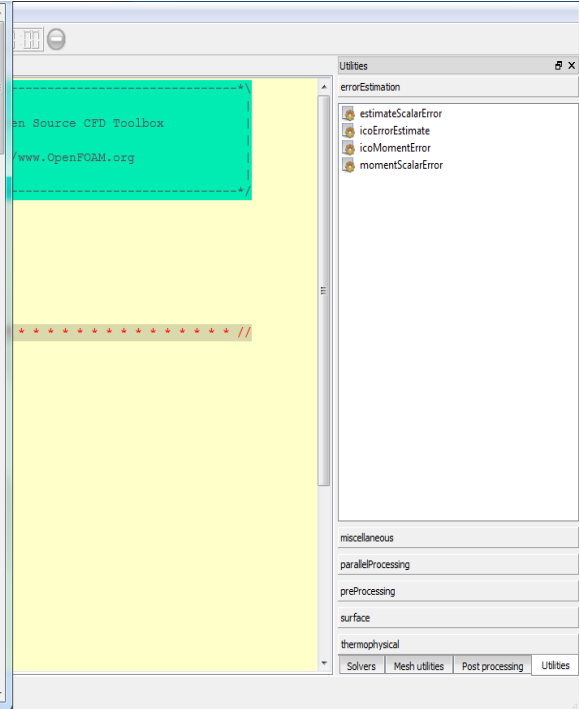 Utilities
errorEstimation
---------------------------------*\
|
en Source CFD Toolbox |
|
/www.OpenFOAM.org |
|
---------------------------------*/
estimateScalarError
icoErrorEstimate
icoMomentError
momentScalarError
* * * * * * * * * * * * * * * //
miscellaneous
parallelProcessing
preProcessing
surface
thermophysical
Solvers Mesh utilities Post processing Utilities